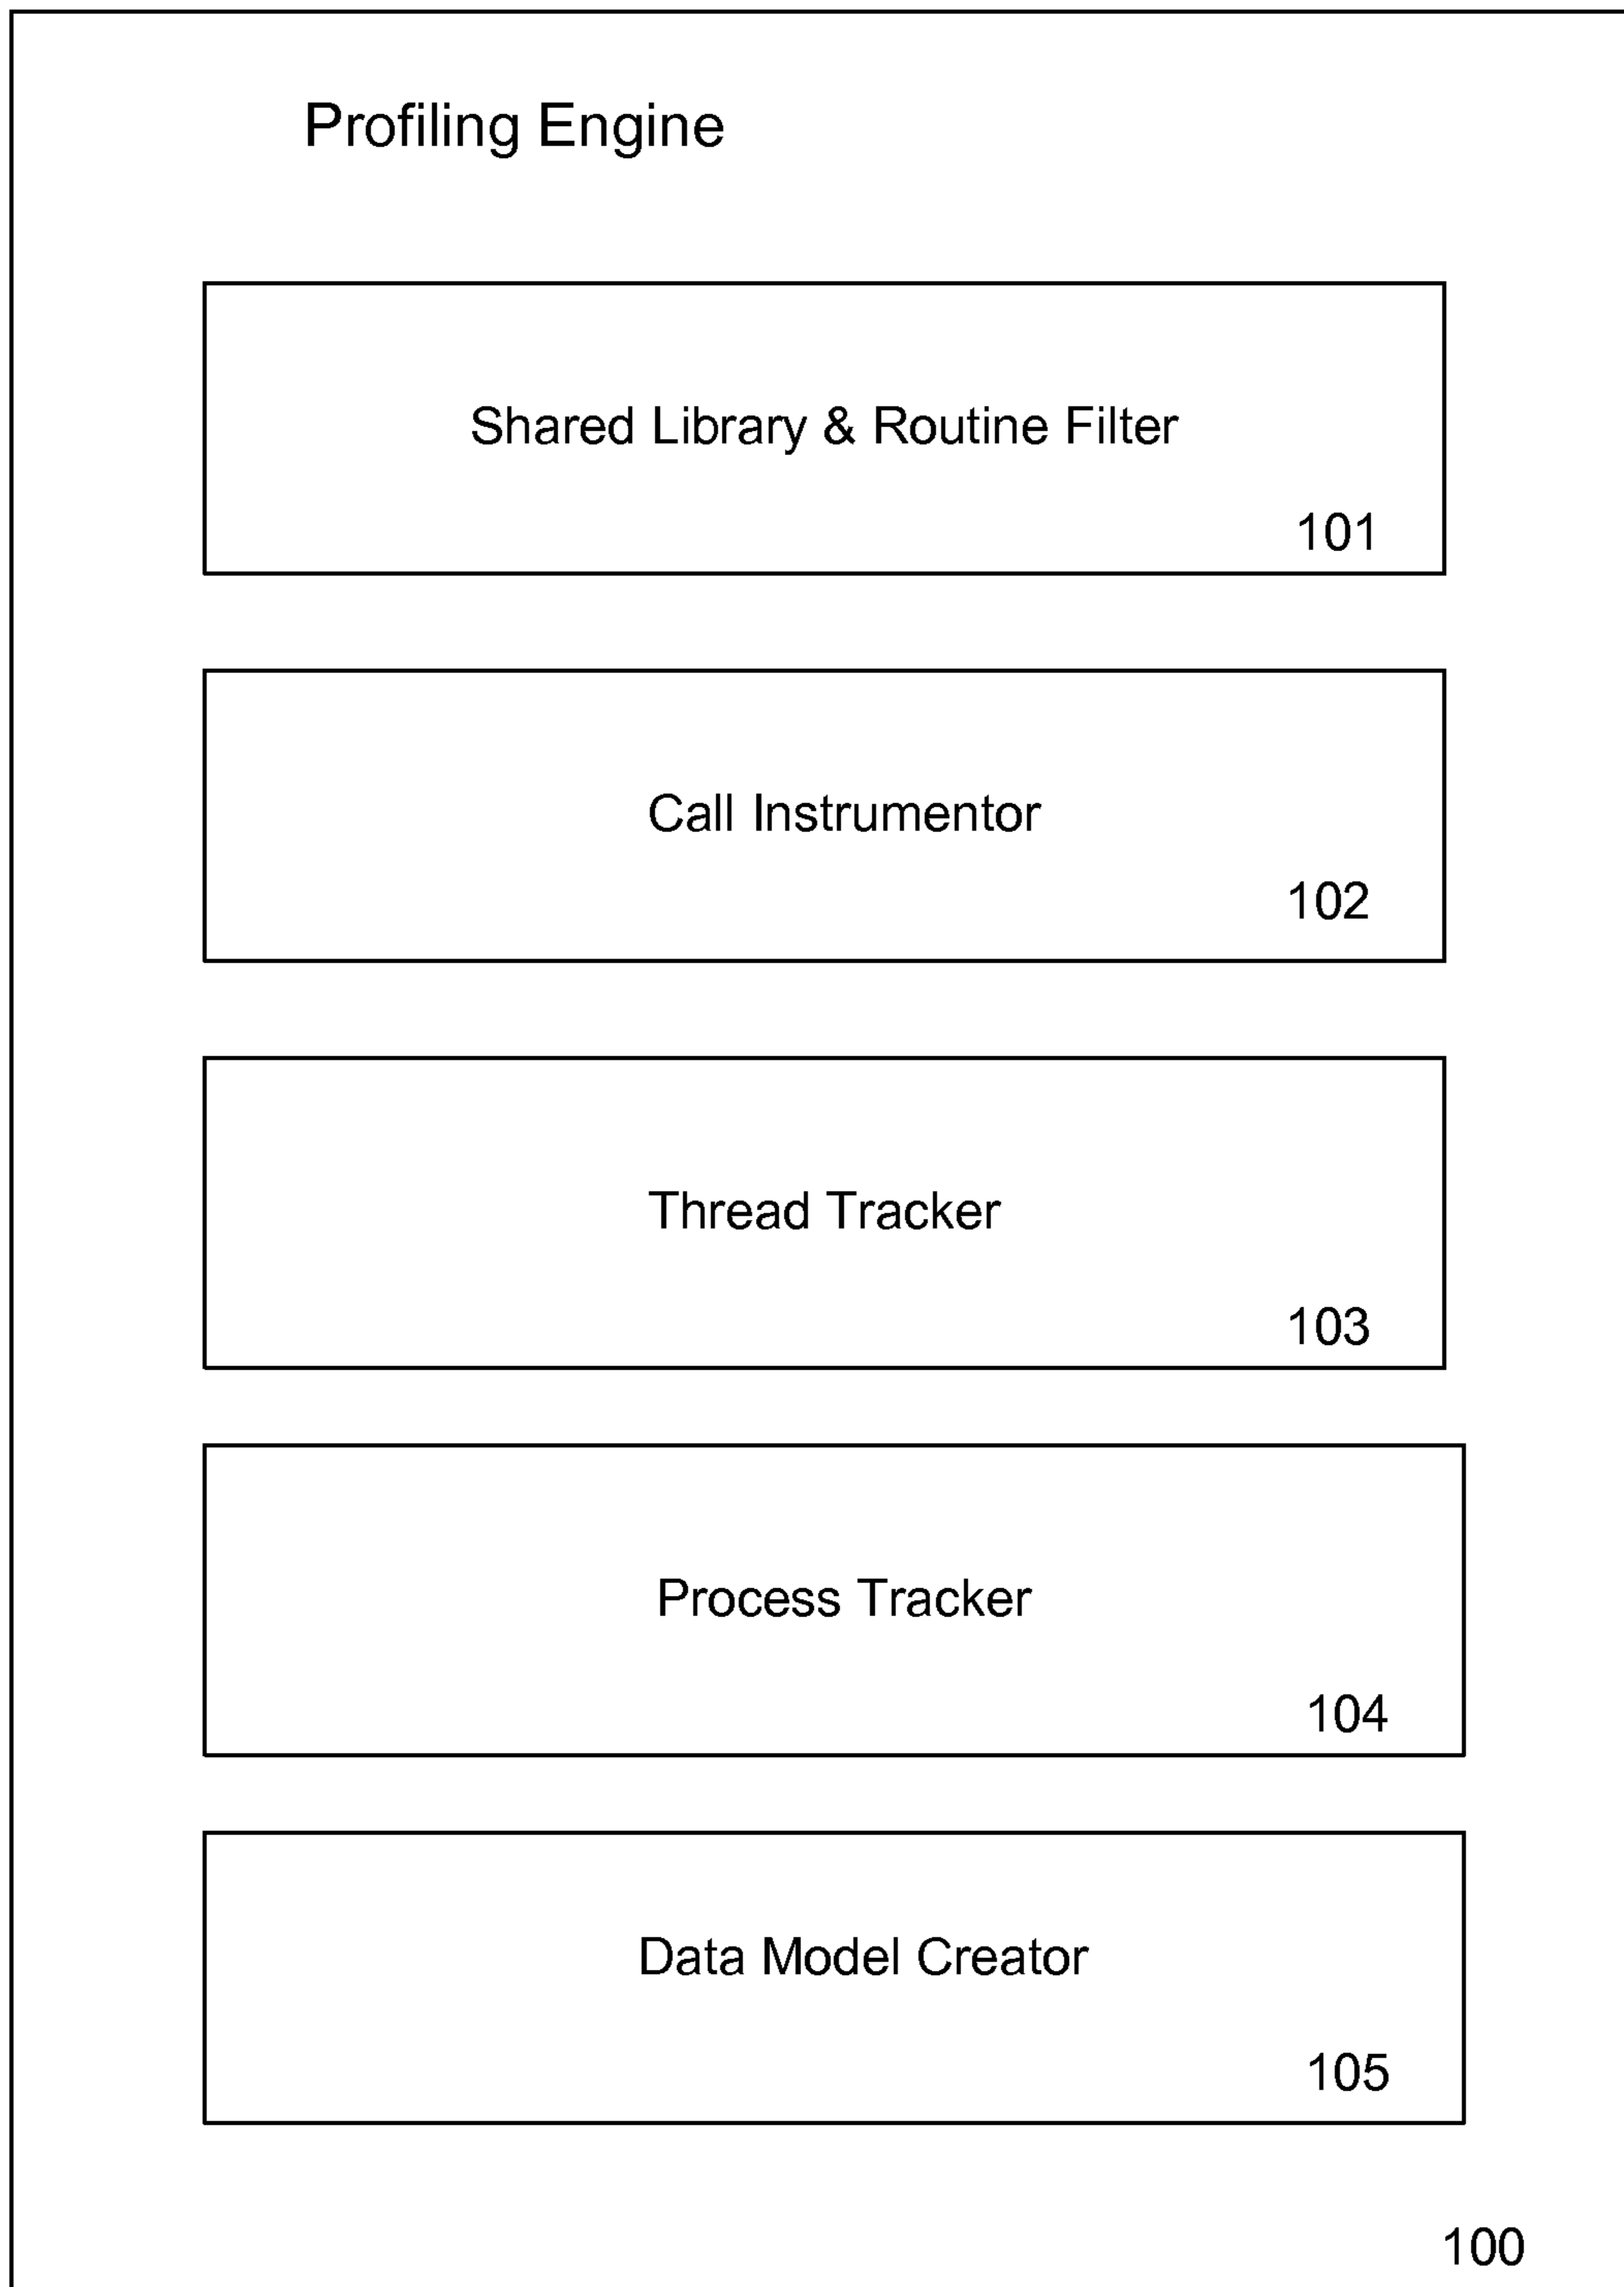 Profiling Engine
Shared Library & Routine Filter
101
Call Instrumentor
102
Thread Tracker
103
Process Tracker
104
Data Model Creator
105
100